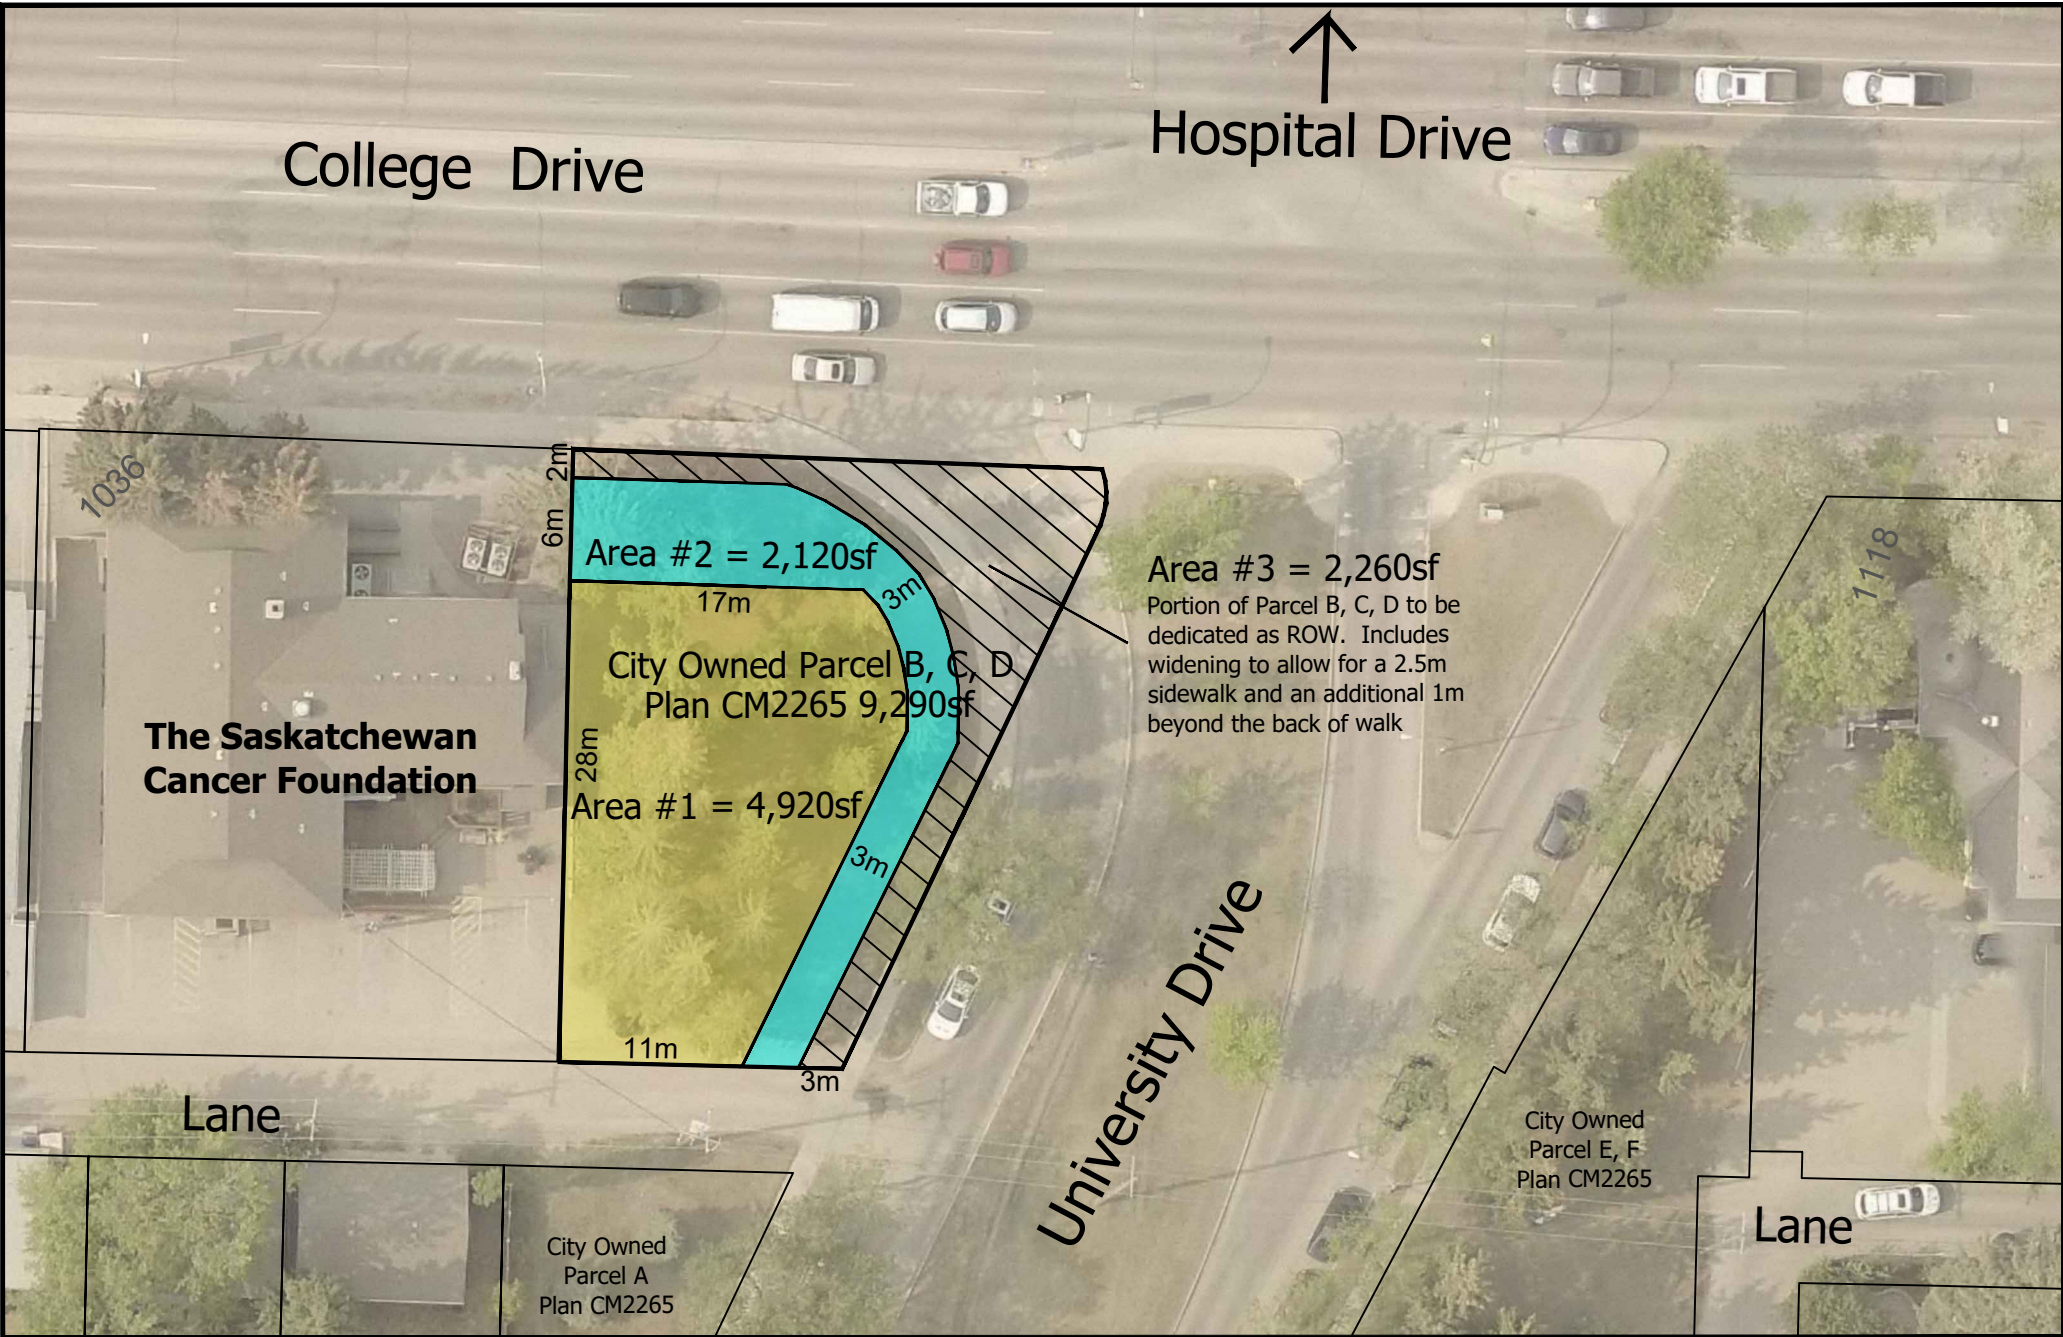 College Drive
Hospital Drive
1036
2m
6m
Area #2 = 2,120sf
3m
17m
1118
Area #3 = 2,260sf
Portion of Parcel B, C, D to be
dedicated as ROW. Includes
widening to allow for a 2.5m
sidewalk and an additional 1m
beyond the back of walk
City Owned Parcel B, C, D
Plan CM2265 9,290sf
The Saskatchewan
Cancer Foundation
28m
Area #1 = 4,920sf
3m
University Drive
11m
3m
Lane
City Owned
Parcel A
Plan CM2265
City Owned
Parcel E, F
Plan CM2265
Lane